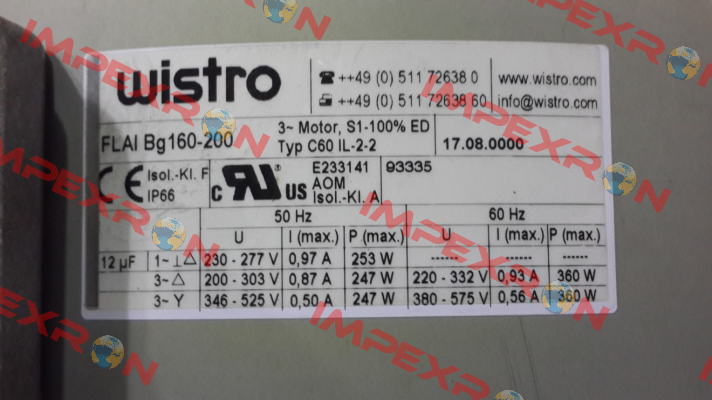 wistro
☎ ++49 (0) 511 72638 0 www.wistro.com
++49 (0) 511 72638 60 info@wistro.com
FLAI Bg160-200 3~ Motor, S1-100% ED
Typ C60 IL-2-2 17.08.0000
CE Isol.-Kl. F
IP66
c RU US
E233141 93335
AOM
Isol.-Kl. A
50 Hz 60 Hz
U I (max.) P (max.) U I (max.) P (max.)
12 µF 1~⊥△ 230 - 277 V 0,97 A 253 W ------ ------ ------
3~△ 200 - 303 V 0,87 A 247 W 220 - 332 V 0,93 A 360 W
3~ Y 346 - 525 V 0,50 A 247 W 380 - 575 V 0,56 A 360 W
IMPEXRON
IMPEXRON
IMPEXRON
IMPEXRON